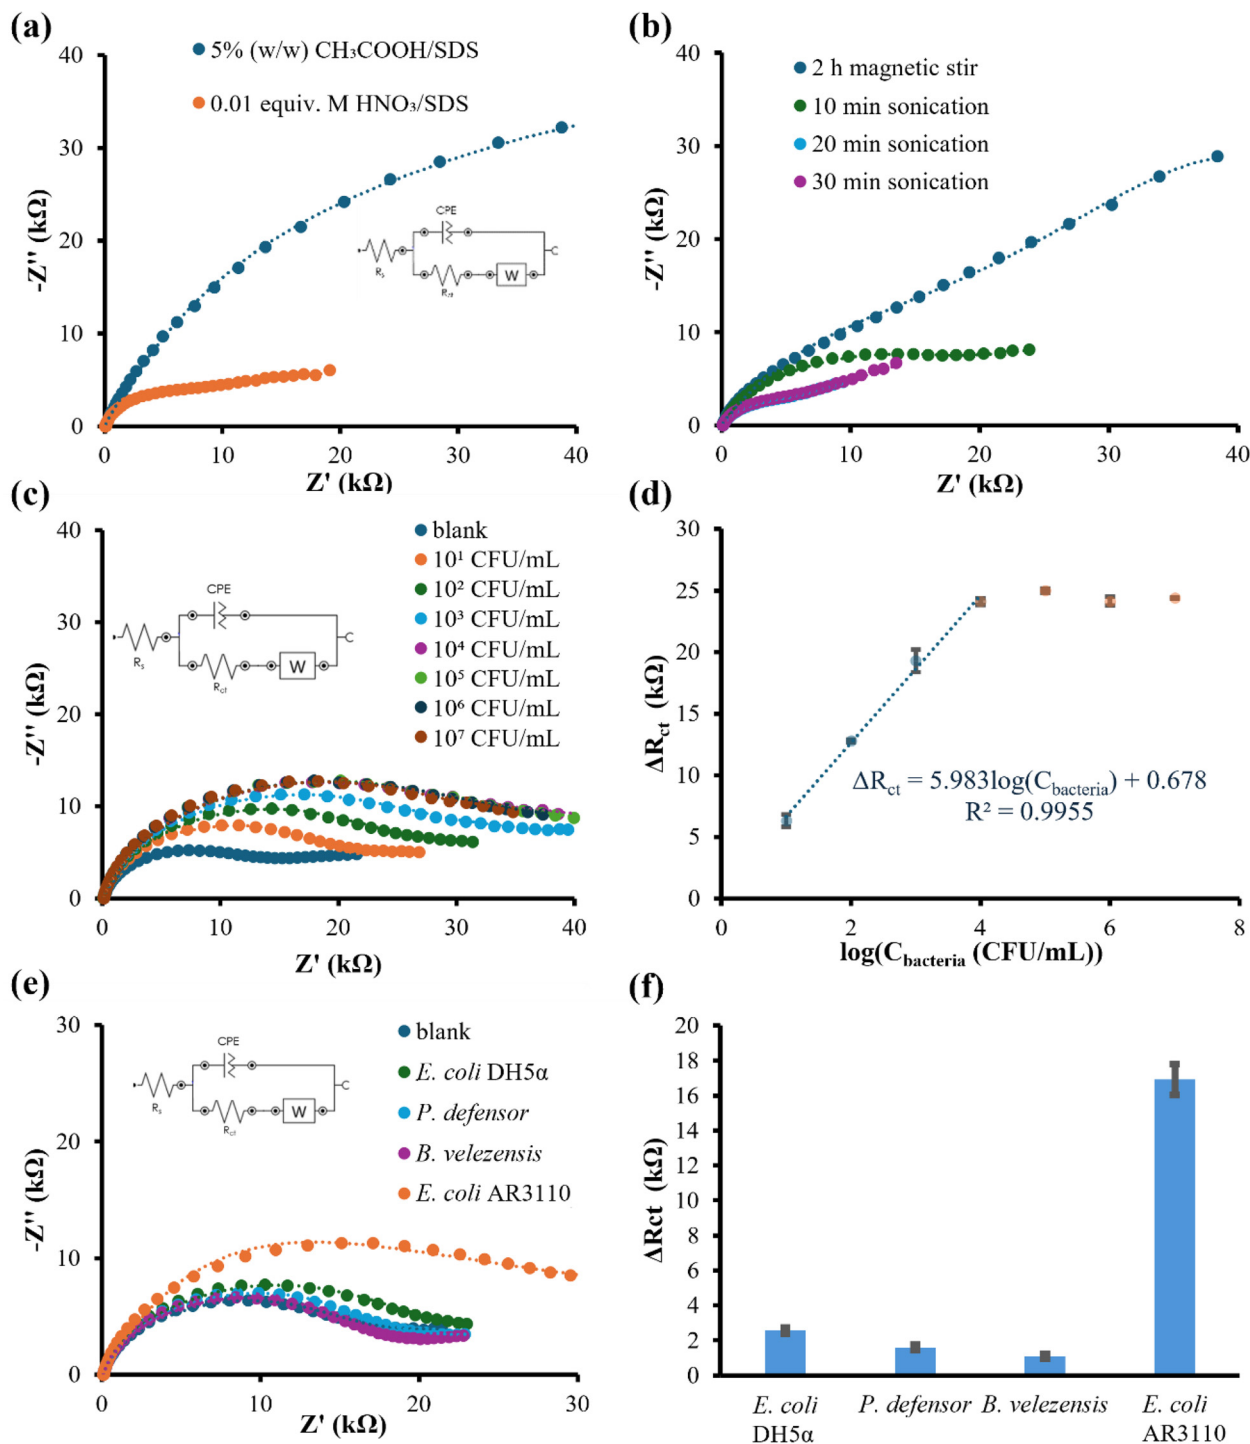 (a)
5% (w/w) CH₃COOH/SDS
0.01 equiv. M HNO₃/SDS
-Z'' (kΩ)
40
30
20
10
0
CPE
Rs
Rct
W
0 10 20 30 40
Z' (kΩ)
(b)
2 h magnetic stir
10 min sonication
20 min sonication
30 min sonication
-Z'' (kΩ)
40
30
20
10
0
0 10 20 30 40
Z' (kΩ)
(c)
blank
10¹ CFU/mL
10² CFU/mL
10³ CFU/mL
10⁴ CFU/mL
10⁵ CFU/mL
10⁶ CFU/mL
10⁷ CFU/mL
-Z'' (kΩ)
40
30
20
10
0
CPE
Rs
Rct
W
0 10 20 30 40
Z' (kΩ)
(d)
ΔRct (kΩ)
30
25
20
15
10
5
0
ΔRct = 5.983log(Cbacteria) + 0.678
R² = 0.9955
0 2 4 6 8
log(Cbacteria (CFU/mL))
(e)
blank
E. coli DH5α
P. defensor
B. velezensis
E. coli AR3110
-Z'' (kΩ)
30
20
10
0
CPE
Rs
Rct
W
0 10 20 30
Z' (kΩ)
(f)
ΔRct (kΩ)
20
18
16
14
12
10
8
6
4
2
0
E. coli P. defensor B. velezensis E. coli
DH5α AR3110